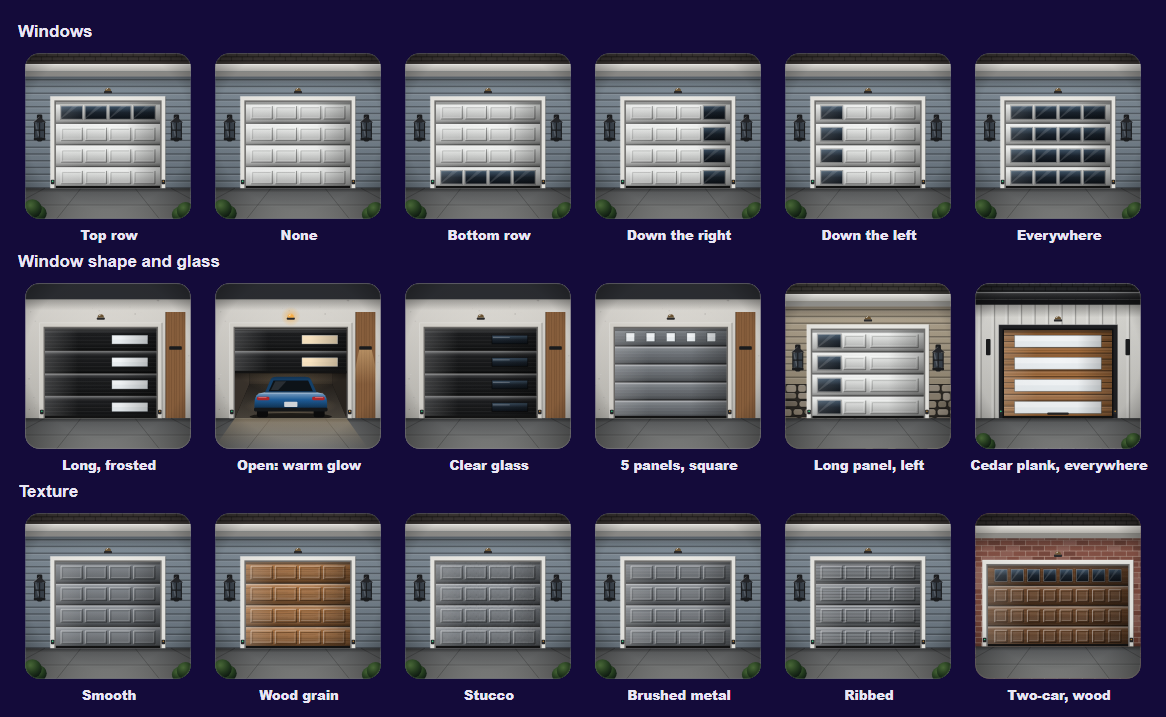 Windows
Top row
None
Bottom row
Down the right
Down the left
Everywhere
Window shape and glass
Long, frosted
Open: warm glow
Clear glass
5 panels, square
Long panel, left
Cedar plank, everywhere
Texture
Smooth
Wood grain
Stucco
Brushed metal
Ribbed
Two-car, wood